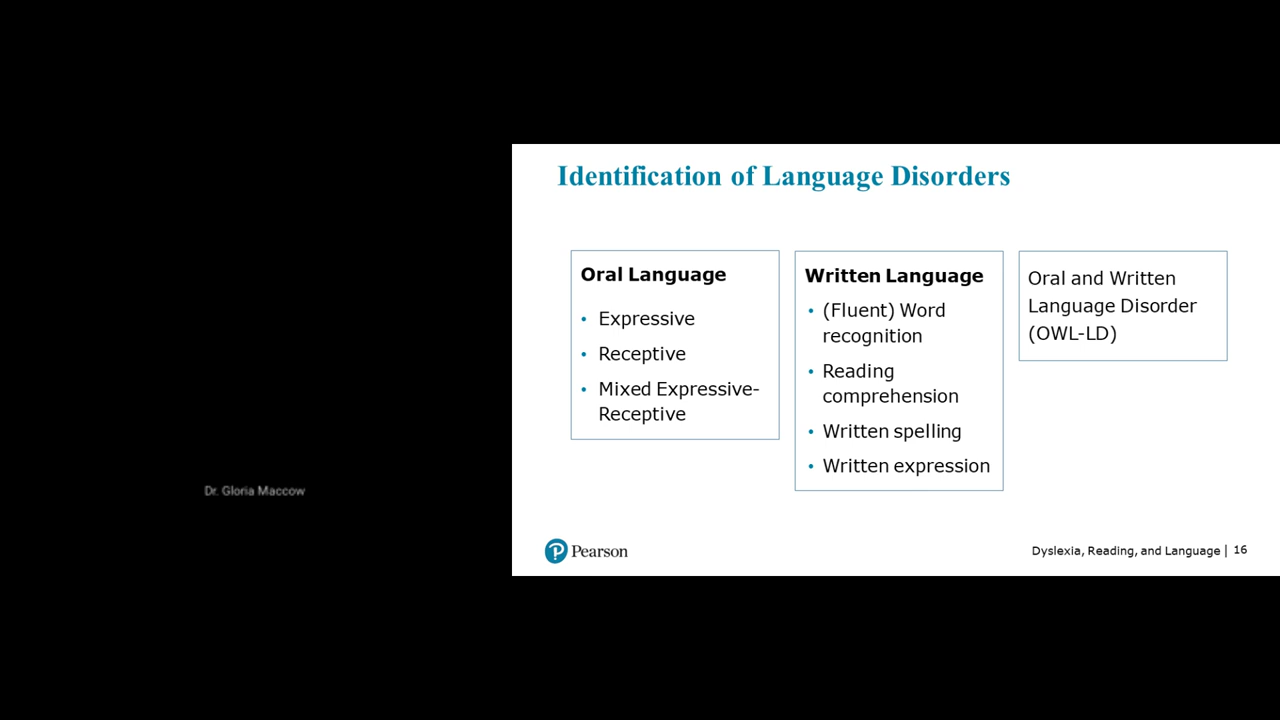 Identification of Language Disorders
Oral Language
• Expressive
• Receptive
• Mixed Expressive-
Receptive
Written Language
• (Fluent) Word
recognition
• Reading
comprehension
• Written spelling
• Written expression
Oral and Written
Language Disorder
(OWL-LD)
Dr. Gloria Maccow
Pearson
Dyslexia, Reading, and Language | 16